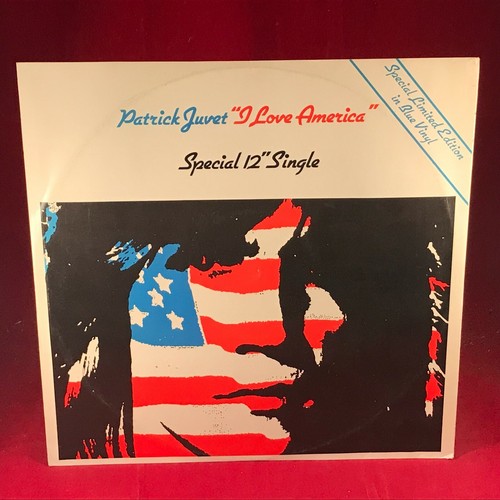 Patrick Juvet "I Love America"
Special 12" Single
Special Limited Edition
in Blue Vinyl